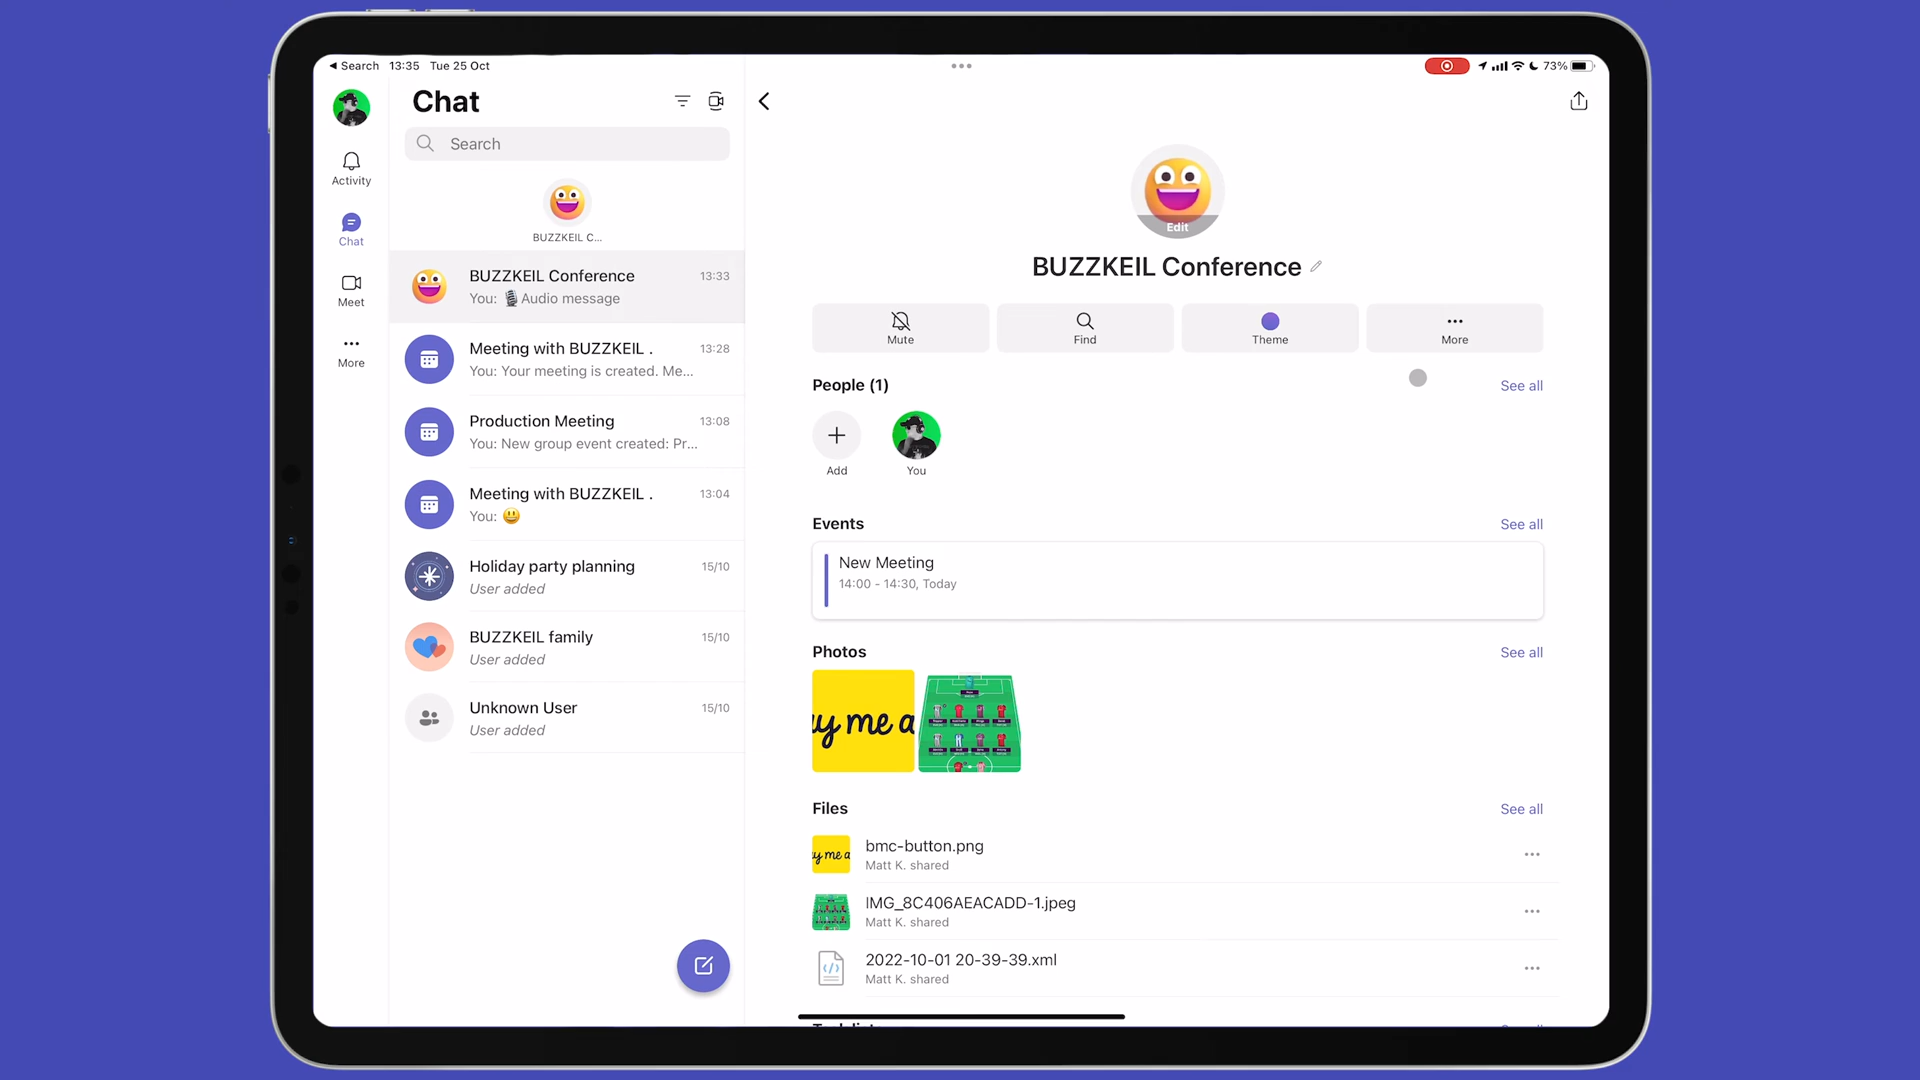 Search 13:35 Tue 25 Oct
73%
Activity
Chat
Meet
More
Chat
Search
BUZZKEIL C...
BUZZKEIL Conference 13:33
You: 🎙️Audio message
Meeting with BUZZKEIL . 13:28
You: Your meeting is created. Me...
Production Meeting 13:08
You: New group event created: Pr...
Meeting with BUZZKEIL . 13:04
You: 😃
Holiday party planning 15/10
User added
BUZZKEIL family 15/10
User added
Unknown User 15/10
User added
Edit
BUZZKEIL Conference
Mute
Find
Theme
More
People (1) See all
Add
You
Events See all
New Meeting
14:00 - 14:30, Today
Photos See all
y me a
Files See all
y me a
bmc-button.png
Matt K. shared
IMG_8C406AEACADD-1.jpeg
Matt K. shared
2022-10-01 20-39-39.xml
Matt K. shared